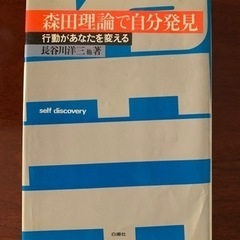 森田理論で自分発見
行動があなたを変える
長谷川洋三他著
self discovery
白揚社